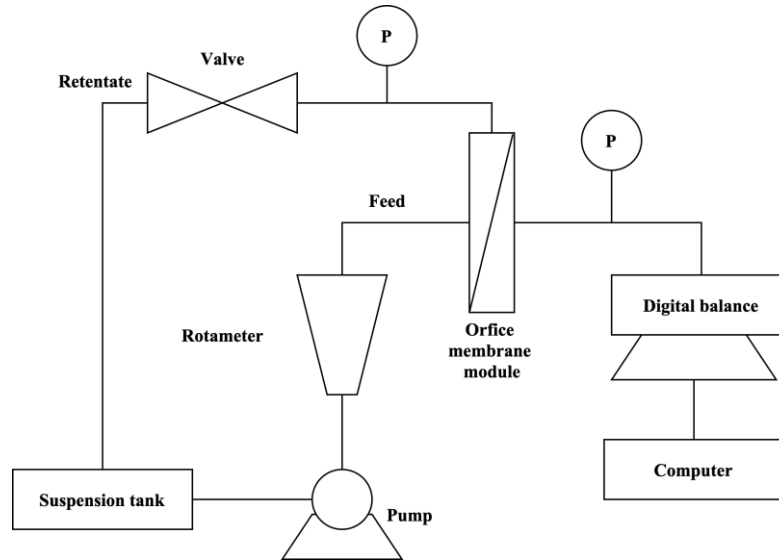 P
Valve
Retentate
P
Feed
Digital balance
Rotameter
Orfice
membrane
module
Computer
Suspension tank
Pump